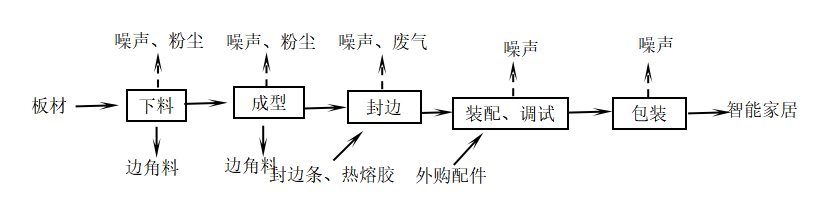 噪声、粉尘
噪声、粉尘
噪声、废气
噪声
噪声
板材
下料
成型
封边
装配、调试
包装
智能家居
边角料
边角料
封边条、热熔胶
外购配件